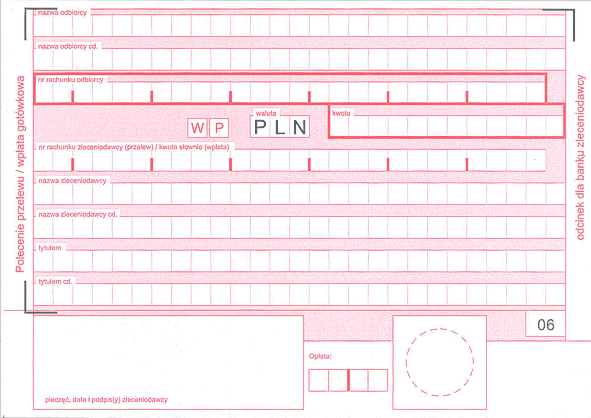 nazwa odbiorcy
nazwa odbiorcy cd.
nr rachunku odbiorcy
W P
waluta
PLN
kwota
nr rachunku zleceniodawcy (przelew) / kwota słownie (wpłata)
nazwa zleceniodawcy
nazwa zleceniodawcy cd.
tytułem
tytułem cd.
Polecenie przelewu / wpłata gotówkowa
odcinek dla banku zleceniodawcy
06
Opłata:
pieczęć, data i podpis(y) zleceniodawcy